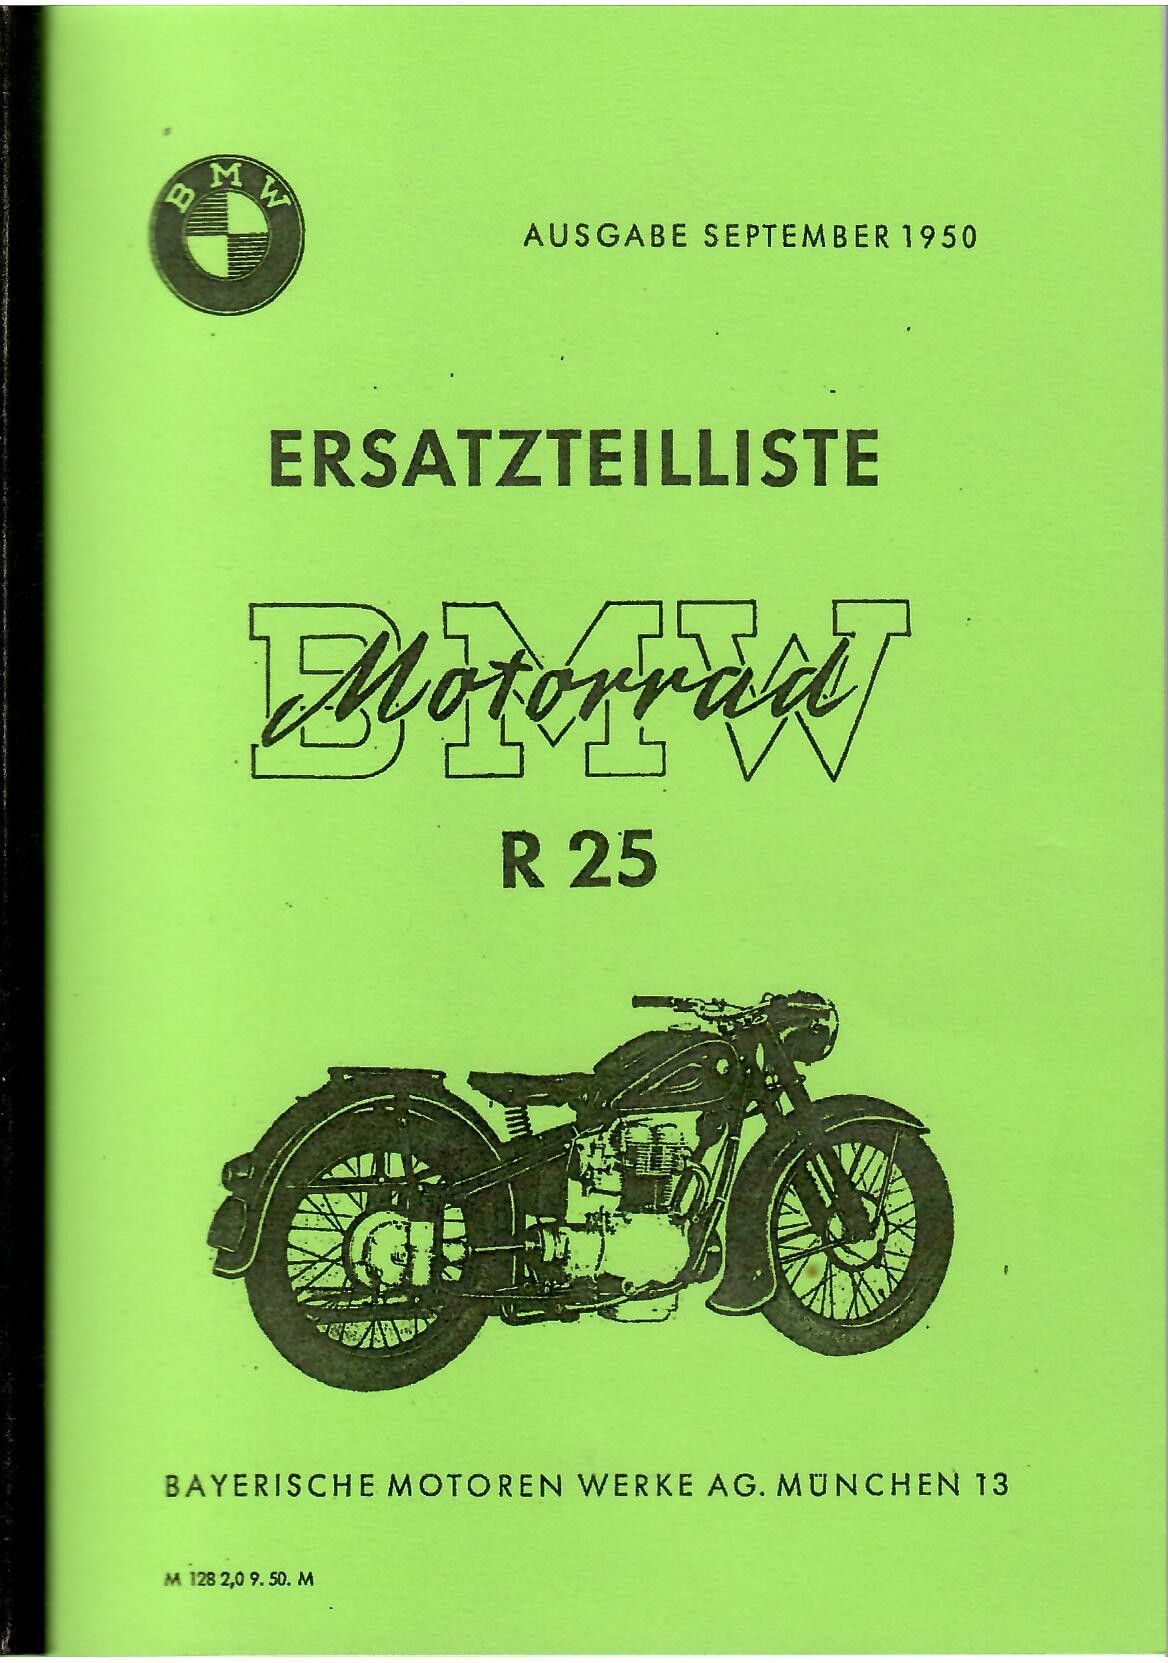 BMW
AUSGABE SEPTEMBER 1950
ERSATZTEILLISTE
BMW
Motorrad
R 25
BAYERISCHE MOTOREN WERKE AG. MÜNCHEN 13
M 128 2,0 9. 50. M